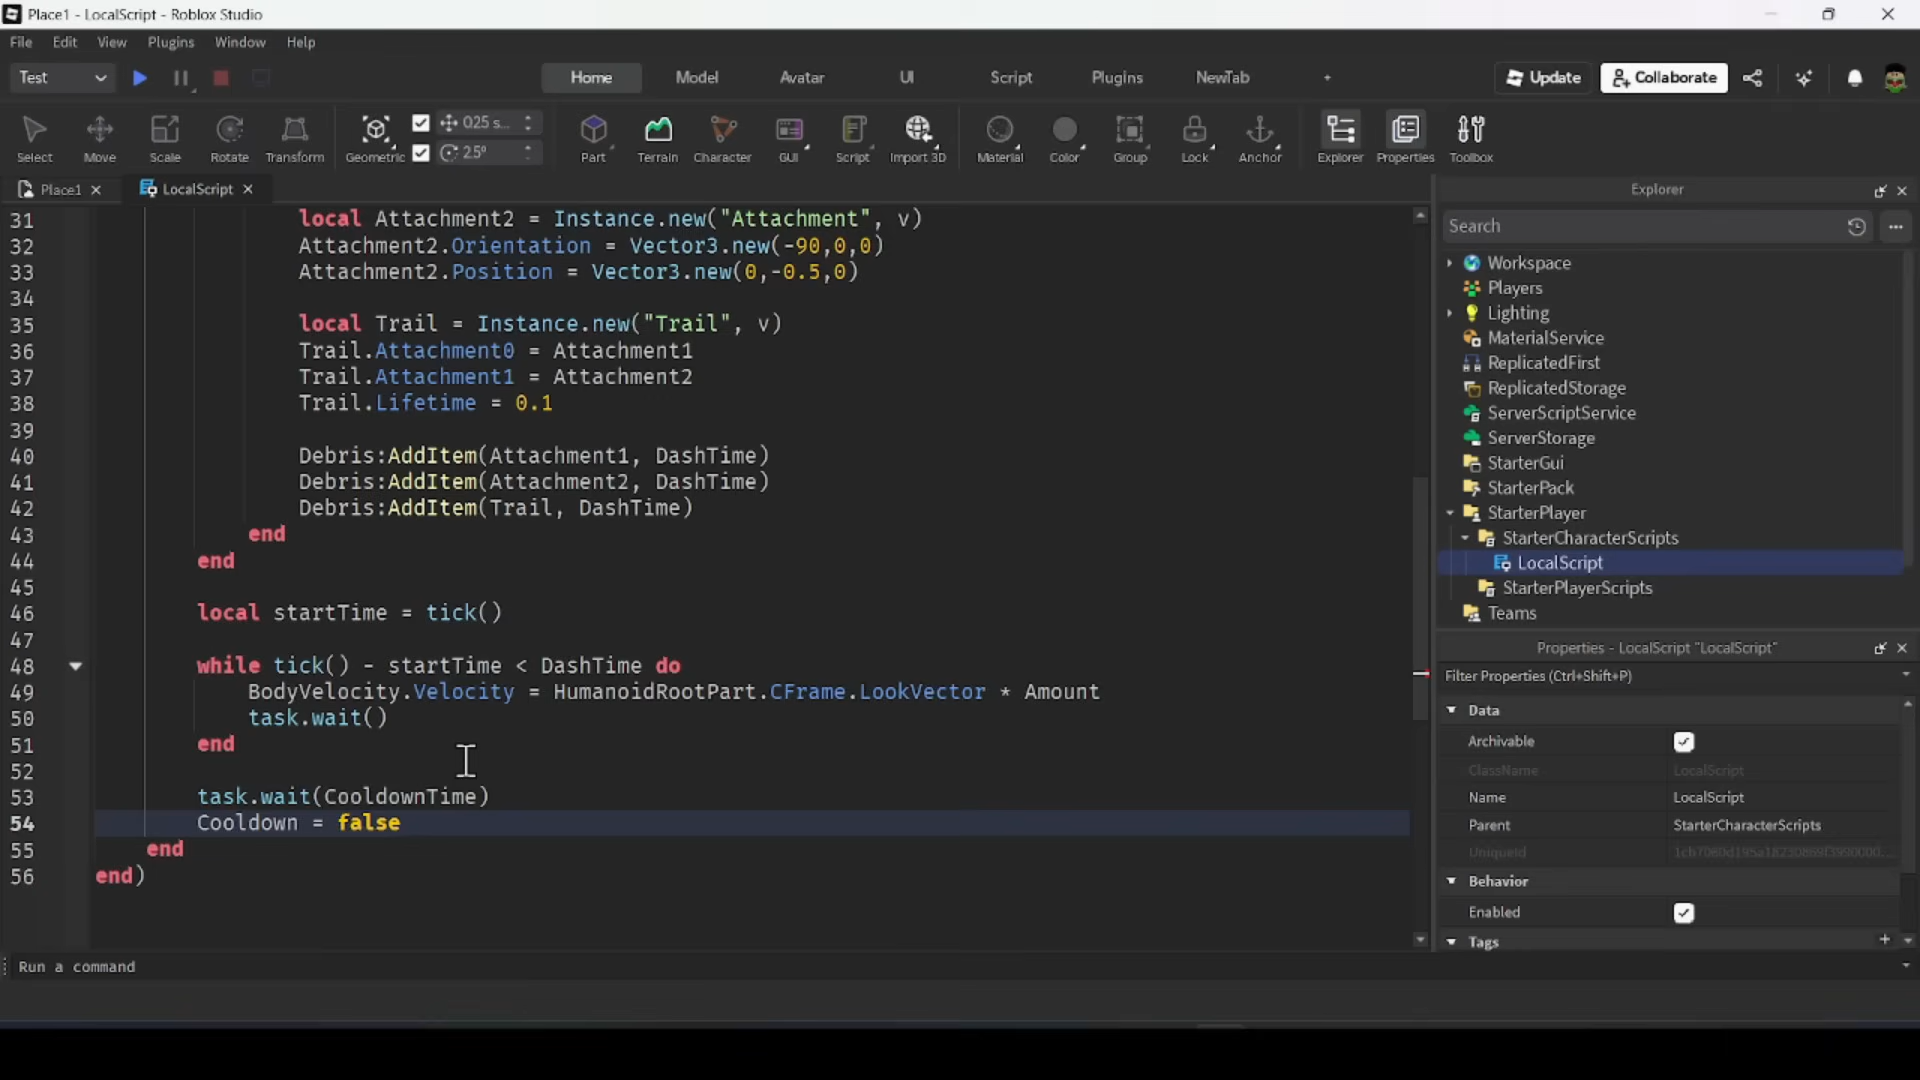 Place1 - LocalScript - Roblox Studio
File Edit View Plugins Window Help
Test Home Model Avatar UI Script Plugins NewTab + Update Collaborate
Select Move Scale Rotate Transform Geometric 0.25 s... 2.5° Part Terrain Character GUI Script Import 3D Material Color Group Lock Anchor Explorer Properties Toolbox
Place1 LocalScript
31 local Attachment2 = Instance.new("Attachment", v)
32 Attachment2.Orientation = Vector3.new(-90,0,0)
33 Attachment2.Position = Vector3.new(0,-0.5,0)
34
35 local Trail = Instance.new("Trail", v)
36 Trail.Attachment0 = Attachment1
37 Trail.Attachment1 = Attachment2
38 Trail.Lifetime = 0.1
39
40 Debris:AddItem(Attachment1, DashTime)
41 Debris:AddItem(Attachment2, DashTime)
42 Debris:AddItem(Trail, DashTime)
43 end
44 end
45
46 local startTime = tick()
47
48 while tick() - startTime < DashTime do
49 BodyVelocity.Velocity = HumanoidRootPart.CFrame.LookVector * Amount
50 task.wait()
51 end
52
53 task.wait(CooldownTime)
54 Cooldown = false
55 end
56 end)
Run a command
Explorer
Search
Workspace
Players
Lighting
MaterialService
ReplicatedFirst
ReplicatedStorage
ServerScriptService
ServerStorage
StarterGui
StarterPack
StarterPlayer
StarterCharacterScripts
LocalScript
StarterPlayerScripts
Teams
Properties - LocalScript "LocalScript"
Filter Properties (Ctrl+Shift+P)
Data
Archivable
ClassName LocalScript
Name LocalScript
Parent StarterCharacterScripts
UniqueId
Behavior
Enabled
Tags +